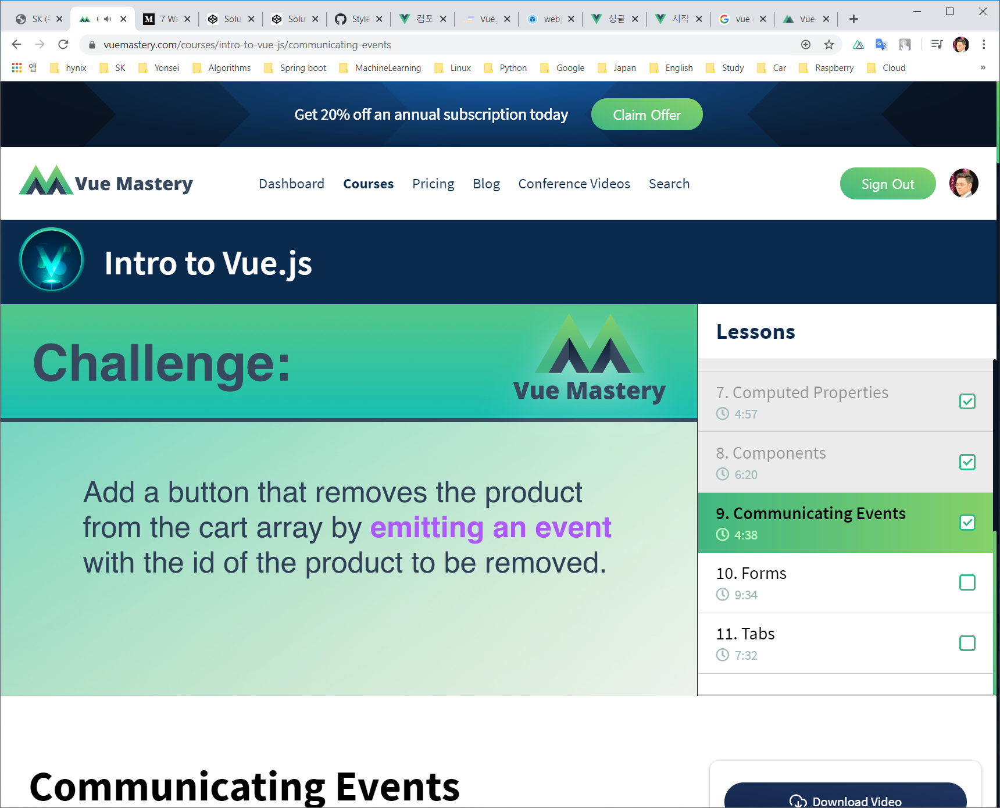 SK (
7 Wa
Solu
Solu
Style
컴포
Vue.j
web
싱글
시작
vue
Vue-
vuemastery.com/courses/intro-to-vue-js/communicating-events
앱
hynix
SK
Yonsei
Algorithms
Spring boot
MachineLearning
Linux
Python
Google
Japan
English
Study
Car
Raspberry
Cloud
»
Get 20% off an annual subscription today
Claim Offer
Vue Mastery
Dashboard
Courses
Pricing
Blog
Conference Videos
Search
Sign Out
Intro to Vue.js
Challenge:
Vue Mastery
Add a button that removes the product
from the cart array by emitting an event
with the id of the product to be removed.
Lessons
7. Computed Properties
4:57
8. Components
6:20
9. Communicating Events
4:38
10. Forms
9:34
11. Tabs
7:32
Communicating Events
Download Video